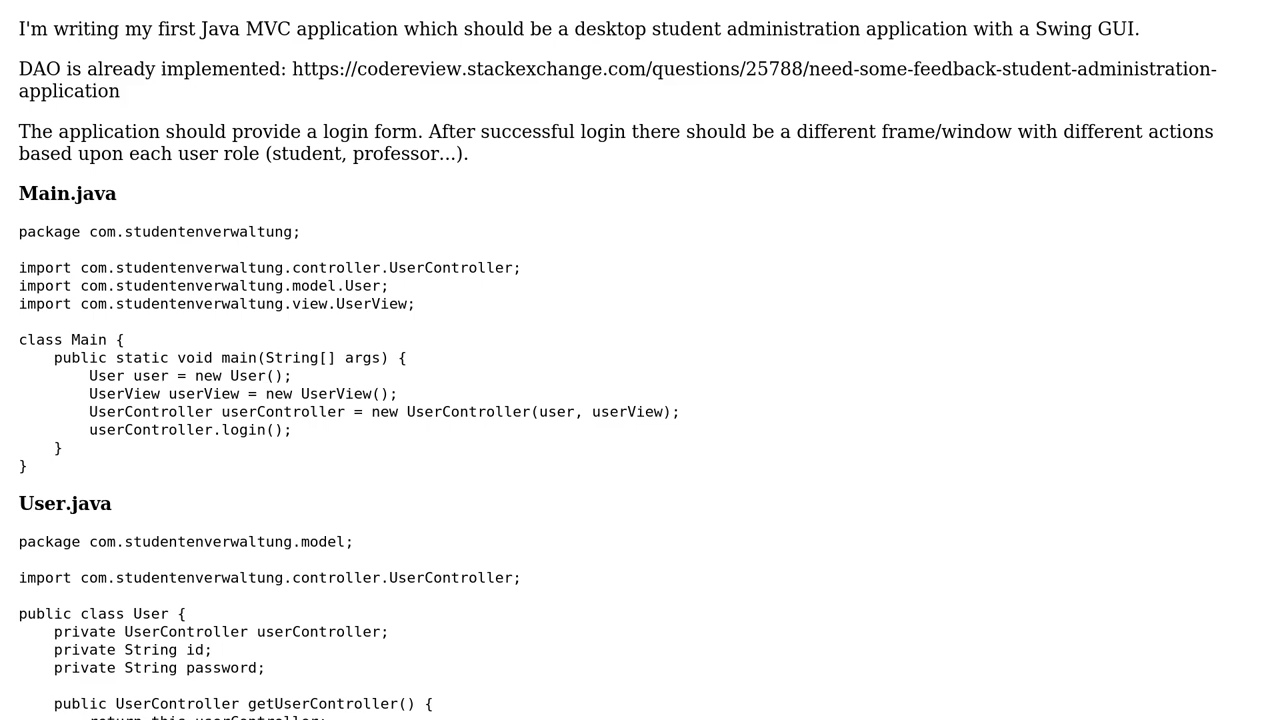 I'm writing my first Java MVC application which should be a desktop student administration application with a Swing GUI.
DAO is already implemented: https://codereview.stackexchange.com/questions/25788/need-some-feedback-student-administration-
application
The application should provide a login form. After successful login there should be a different frame/window with different actions
based upon each user role (student, professor...).
Main.java
package com.studentenverwaltung;
import com.studentenverwaltung.controller.UserController;
import com.studentenverwaltung.model.User;
import com.studentenverwaltung.view.UserView;
class Main {
    public static void main(String[] args) {
        User user = new User();
        UserView userView = new UserView();
        UserController userController = new UserController(user, userView);
        userController.login();
    }
}
User.java
package com.studentenverwaltung.model;
import com.studentenverwaltung.controller.UserController;
public class User {
    private UserController userController;
    private String id;
    private String password;
    public UserController getUserController() {
        return this.userController;